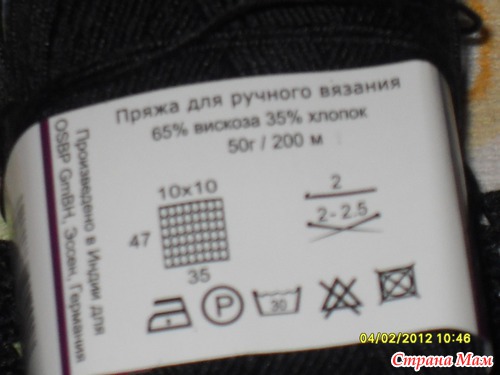 Пряжа для ручного вязания
65% вискоза 35% хлопок
50г / 200 м
Произведено в Индии для
OSBP GmBH, Эссен, Германия
10x10
47
35
2
2- 2.5
P
30
04/02/2012 10:46
Страна Мам